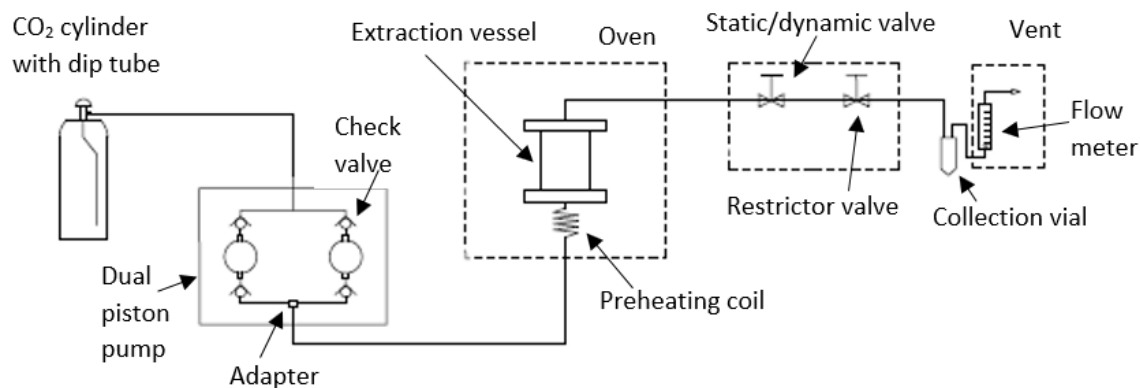 CO₂ cylinder
with dip tube
Extraction vessel
Oven
Static/dynamic valve
Vent
Check
valve
Flow
meter
Restrictor valve
Collection vial
Dual
piston
pump
Preheating coil
Adapter